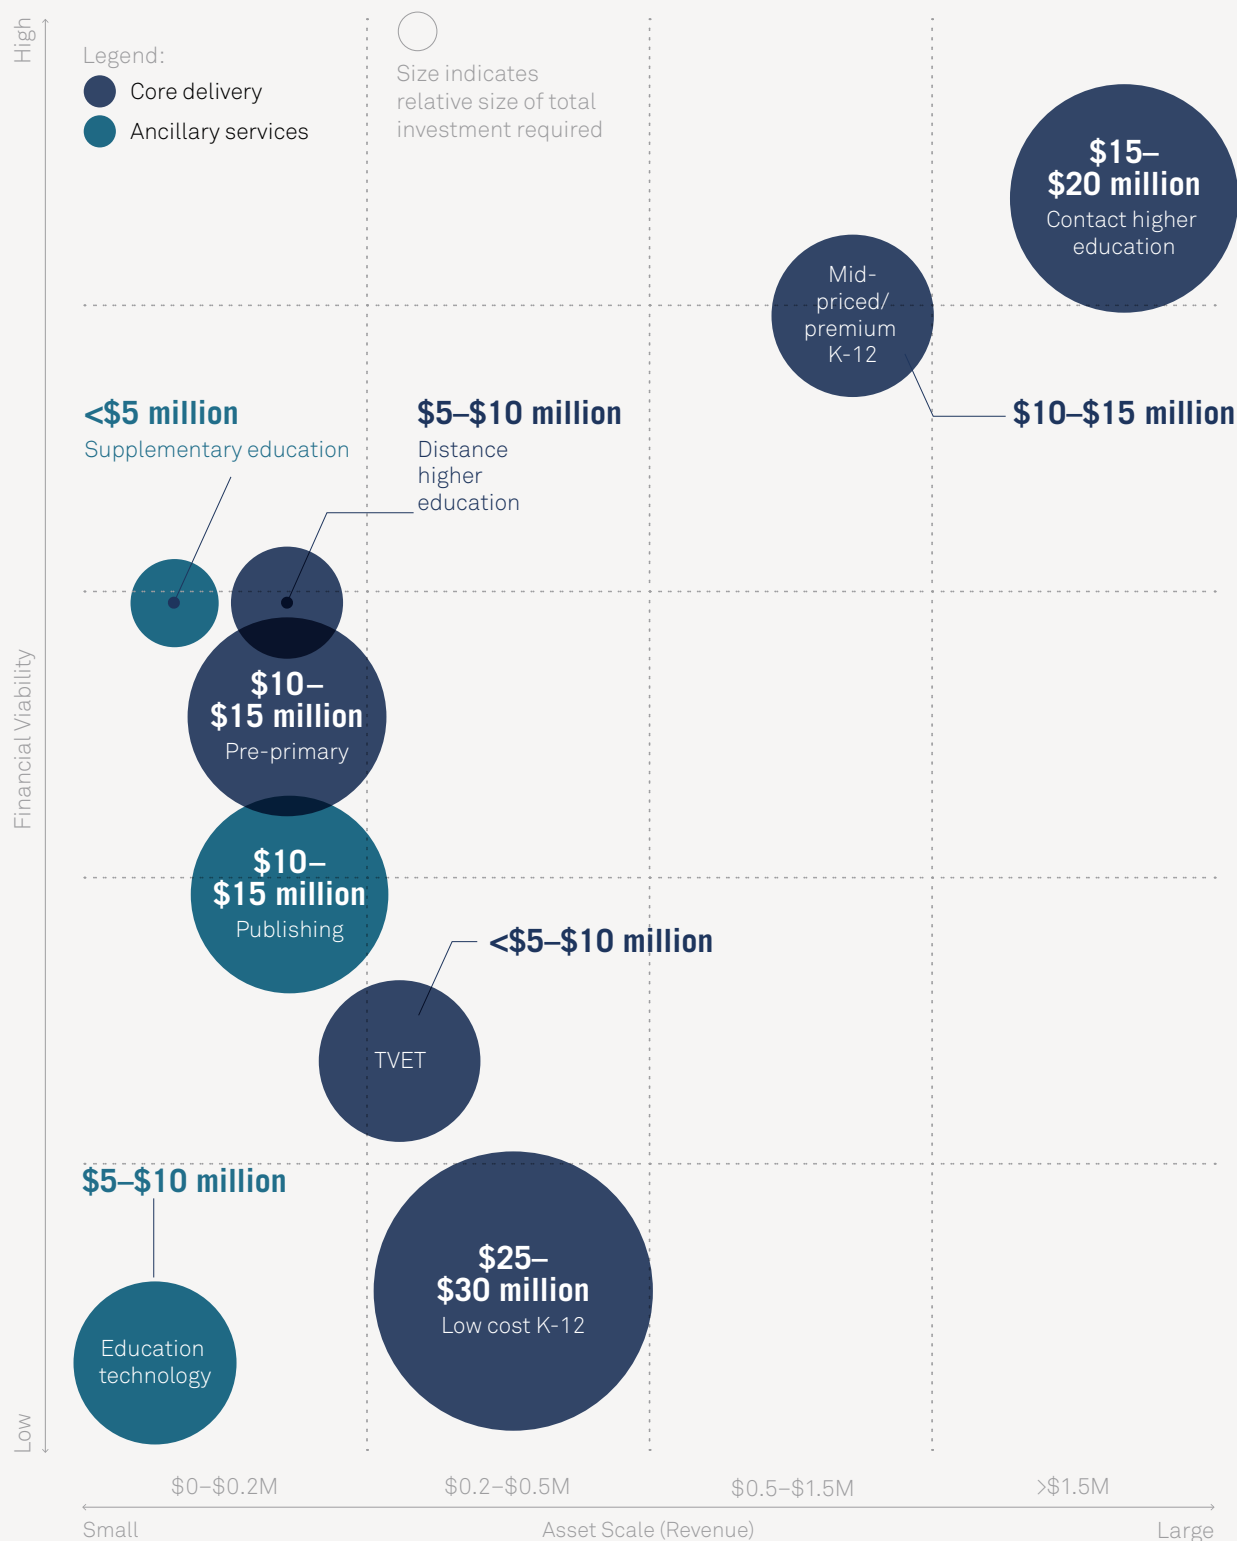 High
Legend:
Core delivery
Ancillary services
Size indicates
relative size of total
investment required
$15–
$20 million
Contact higher
education
Mid-
priced/
premium
K-12
$10–$15 million
<$5 million
Supplementary education
$5–$10 million
Distance
higher
education
Financial Viability
$10–
$15 million
Pre-primary
$10–
$15 million
Publishing
<$5–$10 million
TVET
$5–$10 million
Education
technology
$25–
$30 million
Low cost K-12
Low
$0–$0.2M
$0.2–$0.5M
$0.5–$1.5M
>$1.5M
Small
Asset Scale (Revenue)
Large